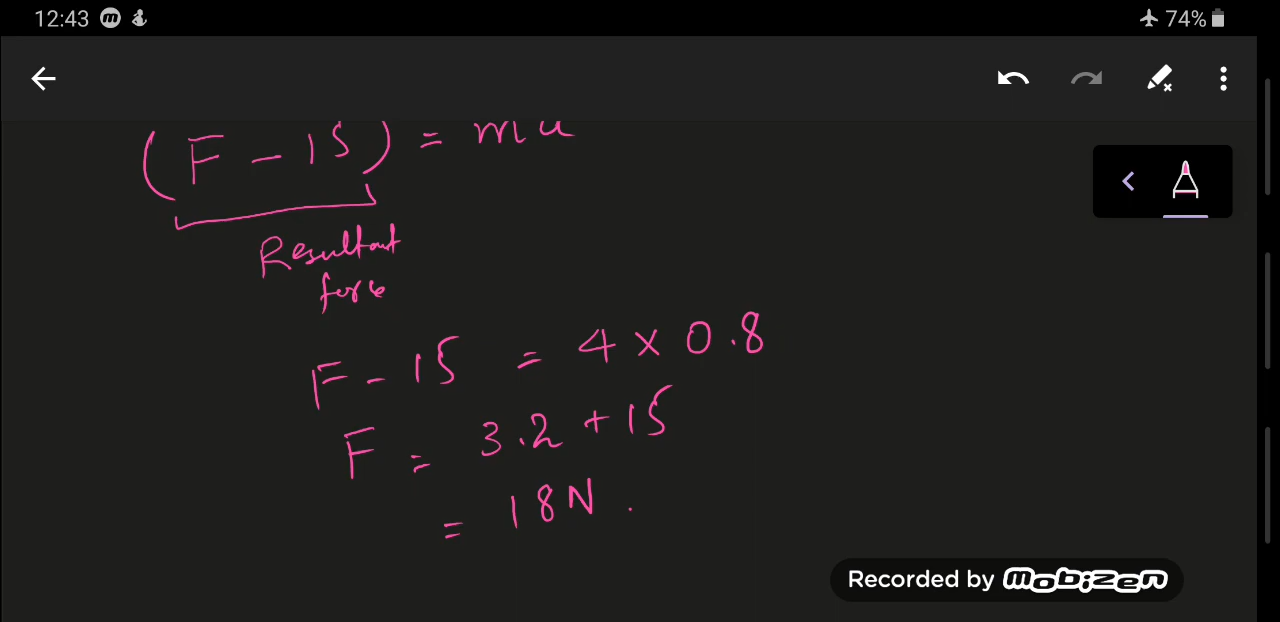 12:43 74%
(F - 15) = ma
Resultant
force
F - 15 = 4 x 0.8
F = 3.2 + 15
= 18N.
Recorded by Mobizen